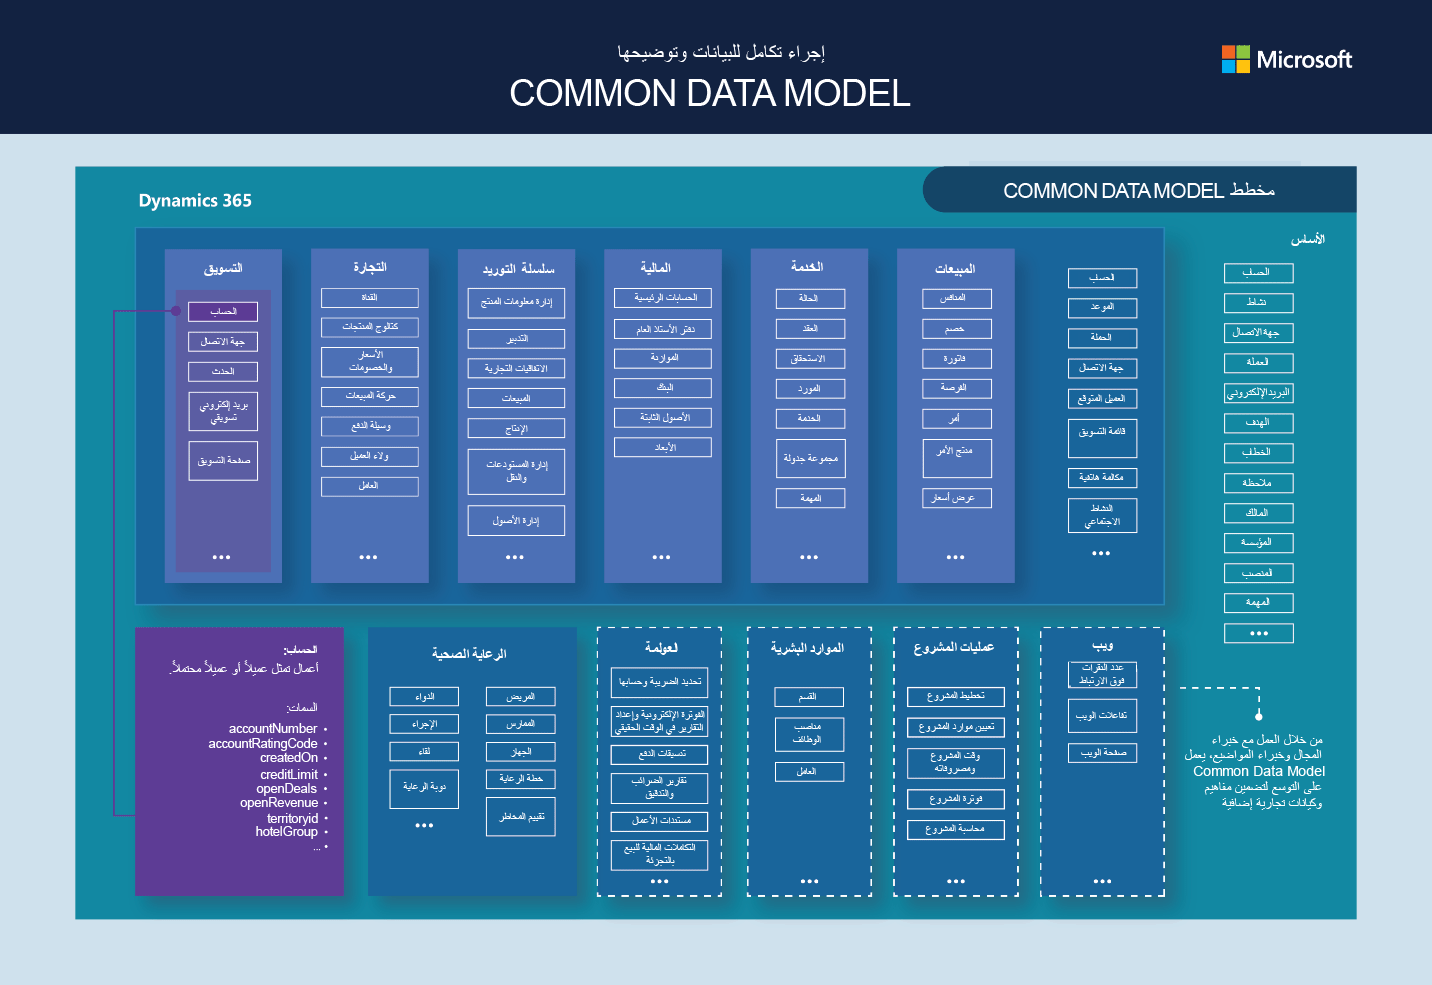 إجراء تكامل للبيانات وتوضيحها
COMMON DATA MODEL
Microsoft
مخطط COMMON DATA MODEL
Dynamics 365
الأساس
الحساب
نشاط
جهة الاتصال
العملة
البريدالإلكتروني
الهدف
الخطاب
ملاحظة
المالك
المؤسسة
المنصب
المهمة
•••
الحساب
الموعد
الحملة
جهة الاتصال
العميل المتوقع
قائمة التسويق
مكالمة هاتفية
النشاط
الاجتماعي
•••
المبيعات
المنافس
خصم
فاتورة
الفرصة
أمر
منتج الأمر
عرض أسعار
•••
الخدمة
الحالة
العقد
الاستحقاق
المورد
الخدمة
مجموعة جدولة
المهمة
•••
المالية
الحسابات الرئيسية
دفتر الأستاذ العام
الموازنة
البنك
الأصول الثابتة
الأبعاد
•••
سلسلة التوريد
إدارة معلومات المنتج
التدبير
الاتفاقيات التجارية
المبيعات
الإنتاج
إدارة المستودعات
والنقل
إدارة الأصول
•••
التجارة
القناة
كتالوج المنتجات
الأسعار
والخصومات
حركة المبيعات
وسيلة الدفع
ولاء العميل
العامل
•••
التسويق
الحساب
جهة الاتصال
الحدث
بريد إلكتروني
تسويقي
صفحة التسويق
•••
من خلال العمل مع خبراء
المجال وخبراء المواضيع، يعمل
Common Data Model
على التوسع لتضمين مفاهيم
وكيانات تجارية إضافية
ويب
عدد النقرات
فوق الارتباط
تفاعلات الويب
صفحة الويب
•••
عمليات المشروع
تخطيط المشروع
تعيين موارد المشروع
وقت المشروع
ومصروفاته
فوترة المشروع
محاسبة المشروع
•••
الموارد البشرية
القسم
مناصب
الوظائف
العامل
•••
العولمة
تحديد الضريبة وحسابها
الفوترة الإلكترونية وإعداد
التقارير في الوقت الحقيقي
تنسيقات الدفع
تقارير الضرائب
والتدقيق
مستندات الأعمال
التكاملات المالية للبيع
بالتجزئة
•••
الرعاية الصحية
المريض
الممارس
الجهاز
خطة الرعاية
تقييم المخاطر
الدواء
الإجراء
لقاء
نوبة الرعاية
•••
الحساب:
أعمال تمثل عميلاً أو عميلاً محتملاً.
السمات:
accountNumber •
accountRatingCode •
createdOn •
creditLimit •
openDeals •
openRevenue •
territoryid •
hotelGroup •
... •